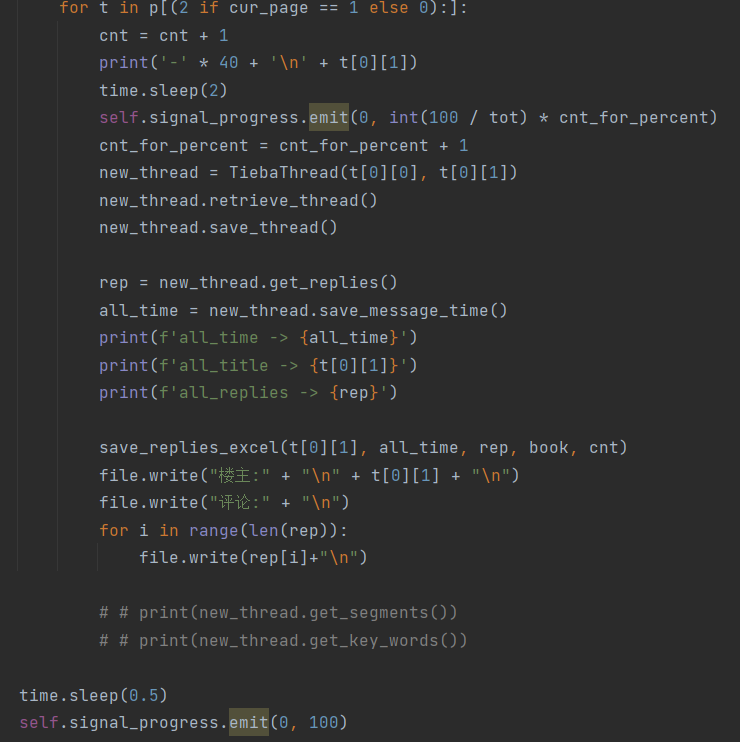 for t in p[(2 if cur_page == 1 else 0):]:
cnt = cnt + 1
print('-' * 40 + '\n' + t[0][1])
time.sleep(2)
self.signal_progress.emit(0, int(100 / tot) * cnt_for_percent)
cnt_for_percent = cnt_for_percent + 1
new_thread = TiebaThread(t[0][0], t[0][1])
new_thread.retrieve_thread()
new_thread.save_thread()
rep = new_thread.get_replies()
all_time = new_thread.save_message_time()
print(f'all_time -> {all_time}')
print(f'all_title -> {t[0][1]}')
print(f'all_replies -> {rep}')
save_replies_excel(t[0][1], all_time, rep, book, cnt)
file.write("楼主:" + "\n" + t[0][1] + "\n")
file.write("评论:" + "\n")
for i in range(len(rep)):
file.write(rep[i]+"\n")
# # print(new_thread.get_segments())
# # print(new_thread.get_key_words())
time.sleep(0.5)
self.signal_progress.emit(0, 100)